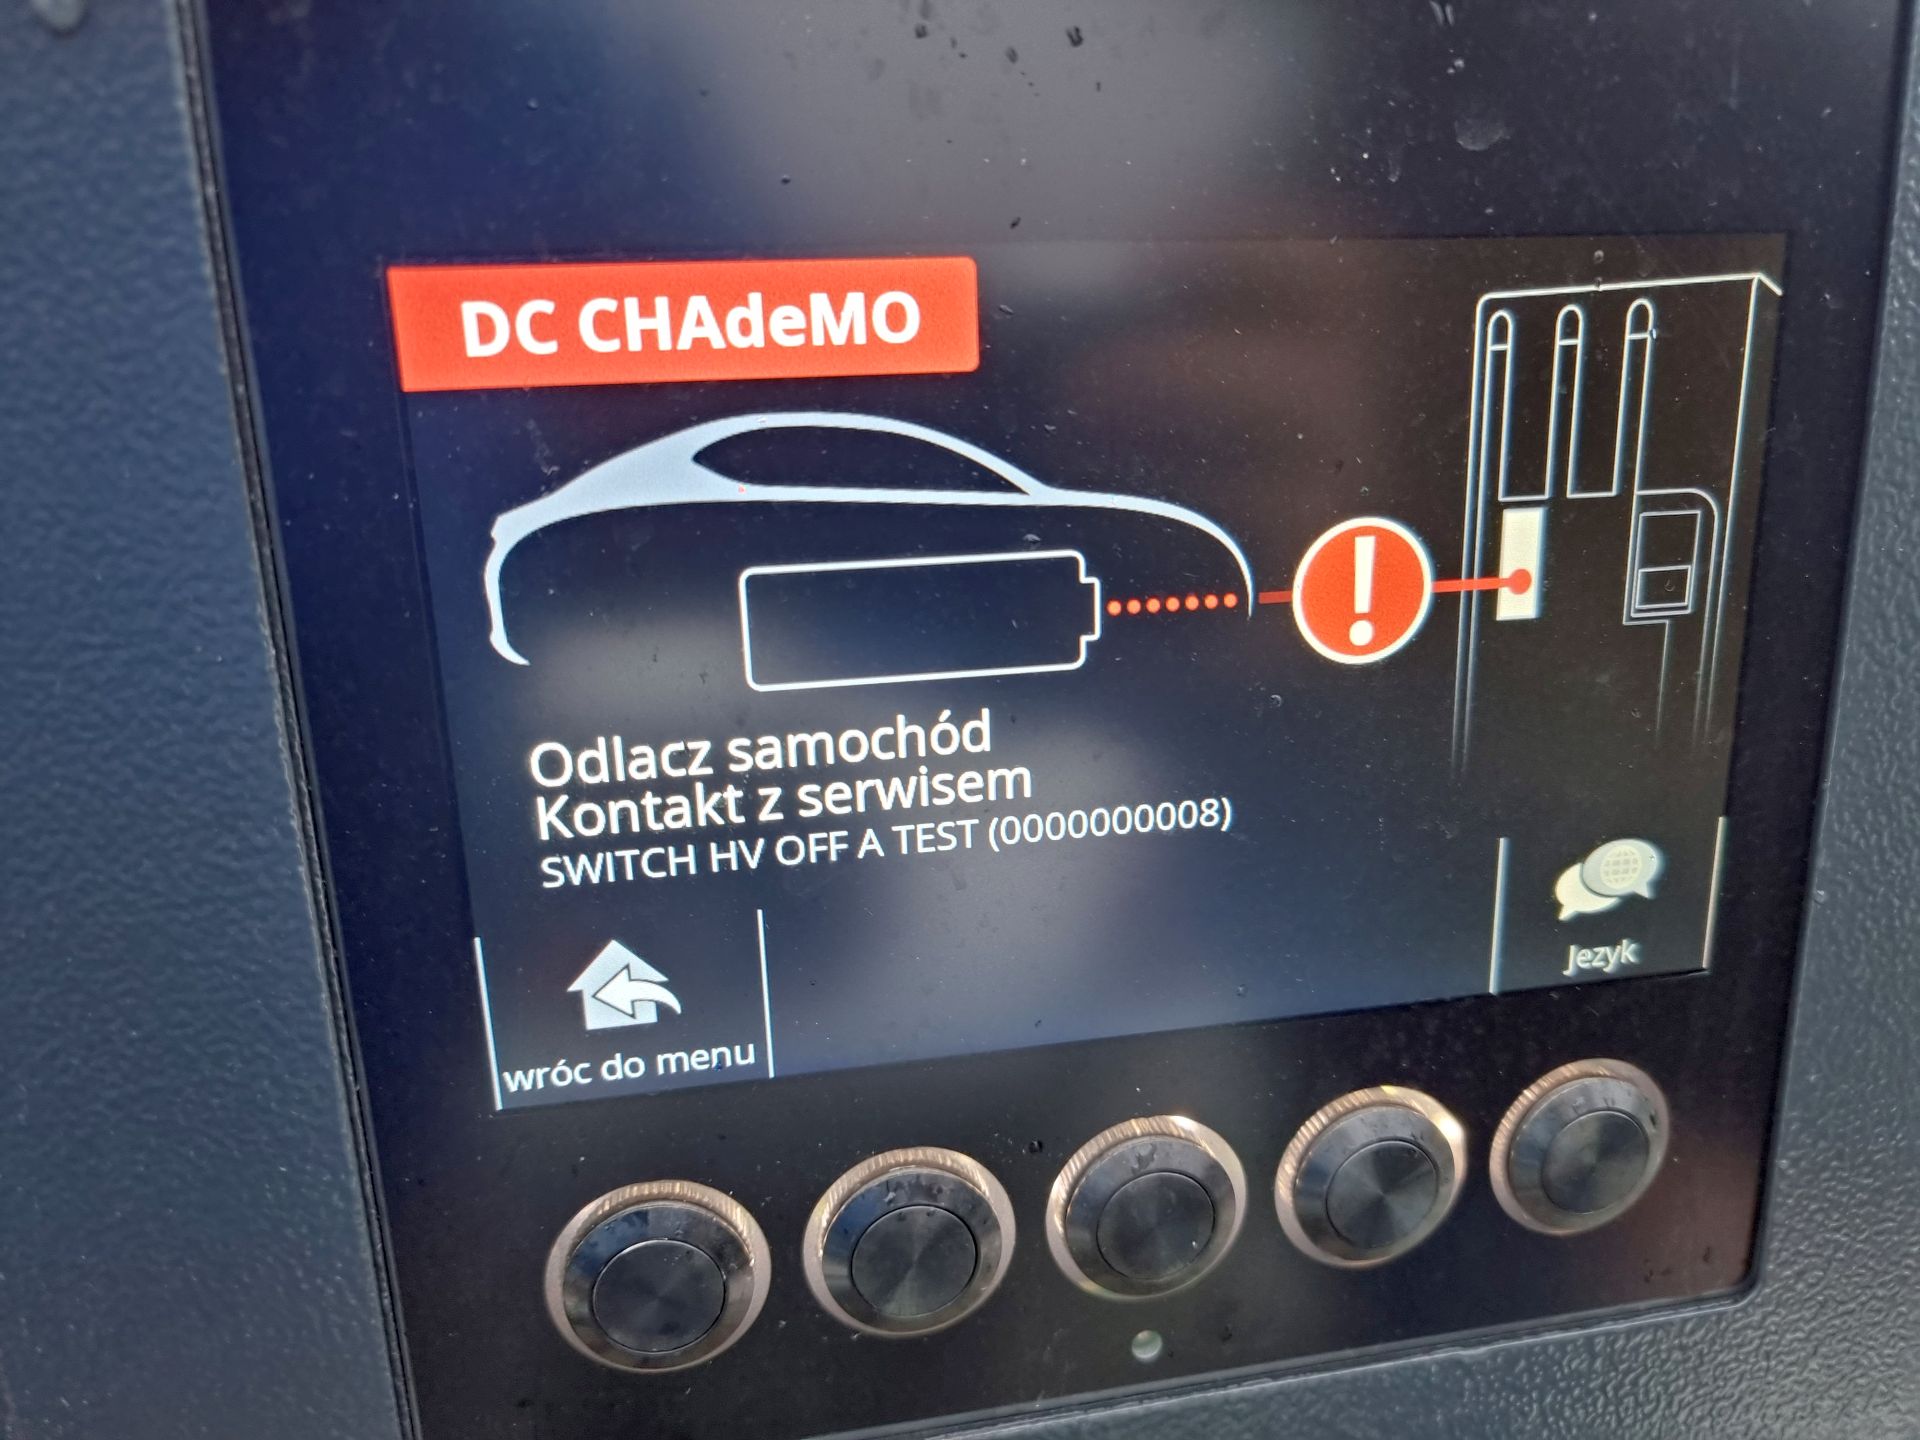 DC CHAdeMO
Odlacz samochód
Kontakt z serwisem
SWITCH HV OFF A TEST (0000000008)
wróc do menu
Jezyk